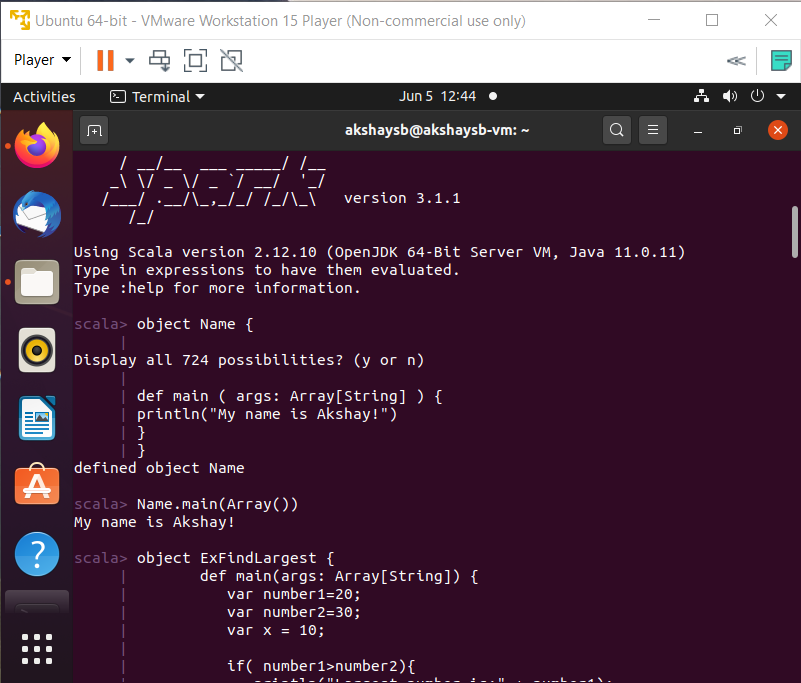 Ubuntu 64-bit - VMware Workstation 15 Player (Non-commercial use only)
Player
Activities
Terminal
Jun 5 12:44
akshaysb@akshaysb-vm: ~
/ __/__  ___ _____/ /__
_\ \/ _ \/ _ `/ __/  '_/
/___/ .__/\_,_/_/ /_/\_\   version 3.1.1
/_/
Using Scala version 2.12.10 (OpenJDK 64-Bit Server VM, Java 11.0.11)
Type in expressions to have them evaluated.
Type :help for more information.
scala> object Name {
|
Display all 724 possibilities? (y or n)
|
| def main ( args: Array[String] ) {
| println("My name is Akshay!")
| }
| }
defined object Name
scala> Name.main(Array())
My name is Akshay!
scala> object ExFindLargest {
| def main(args: Array[String]) {
| var number1=20;
| var number2=30;
| var x = 10;
|
| if( number1>number2){
| println("Largest number is:" + number1);